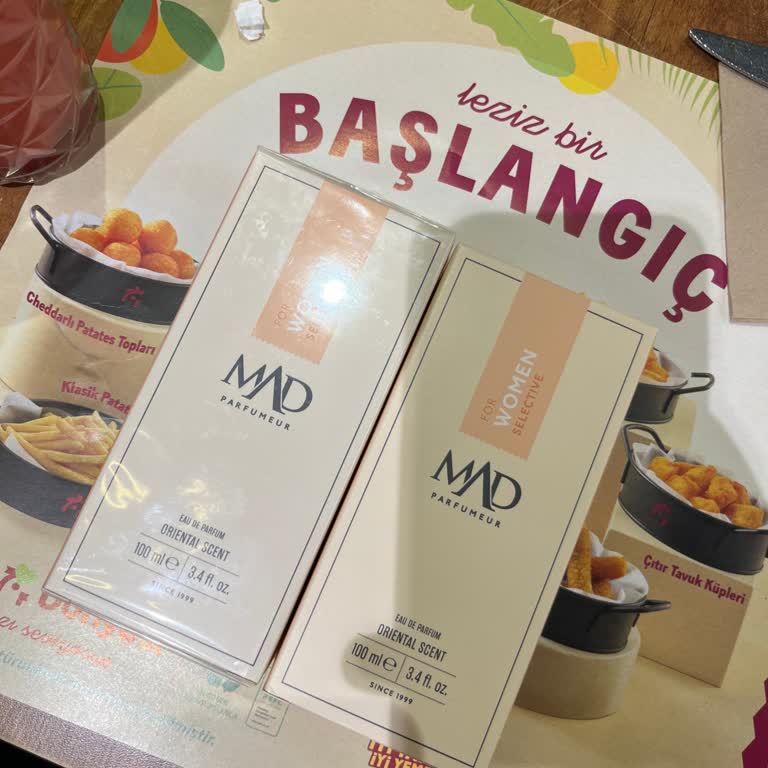 leziz bir
BAŞLANGIÇ
Cheddarlı Patates Topları
Klasik Patat
Çıtır Tavuk Küpleri
FOR
WOMEN
MAD
PARFUMEUR
EAU DE PARFUM
ORIENTAL SCENT
100 ml e 3.4 fl. oz.
SINCE 1999
FOR
WOMEN
SELECTIVE
MAD
PARFUMEUR
EAU DE PARFUM
ORIENTAL SCENT
100 ml e 3.4 fl. oz.
SINCE 1999